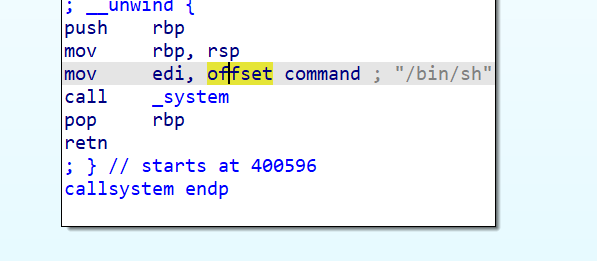 ; __unwind {
push    rbp
mov     rbp, rsp
mov     edi, offset command ; "/bin/sh"
call    _system
pop     rbp
retn
; } // starts at 400596
callsystem endp